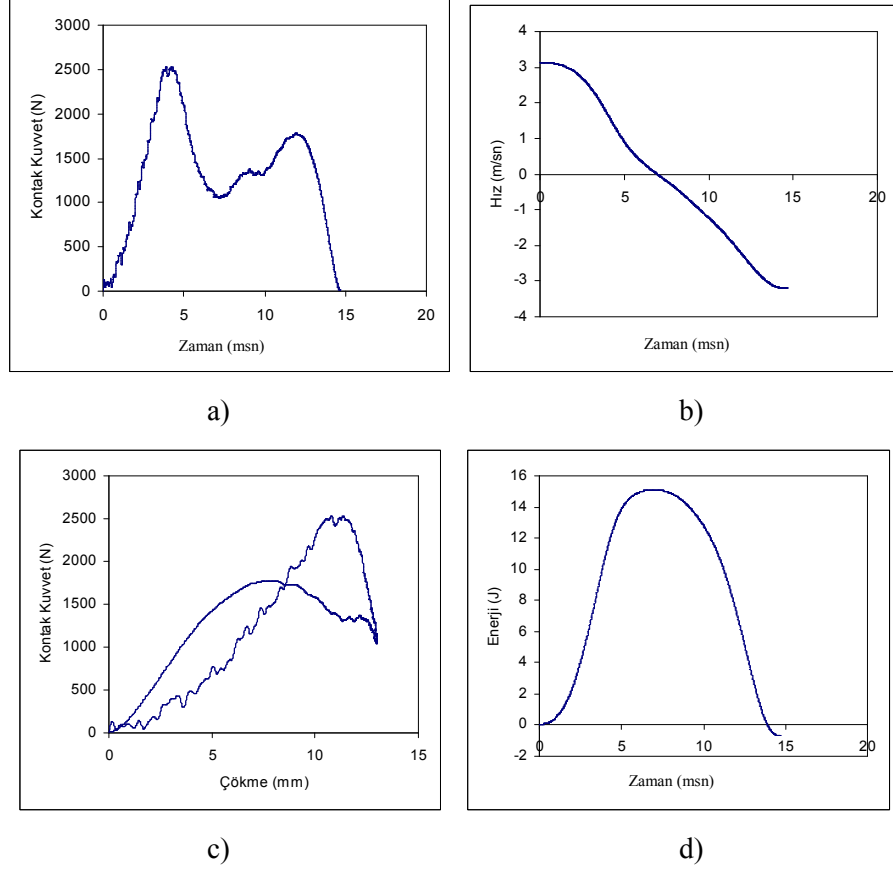 3000
2500
2000
1500
1000
500
0
Kontak Kuvvet (N)
0 5 10 15 20
Zaman (msn)
a)
4
3
2
1
0
-1
-2
-3
-4
Hız (m/sn)
0 5 10 15 20
Zaman (msn)
b)
3000
2500
2000
1500
1000
500
0
Kontak Kuvvet (N)
0 5 10 15
Çökme (mm)
c)
16
14
12
10
8
6
4
2
0
-2
Enerji (J)
0 5 10 15 20
Zaman (msn)
d)